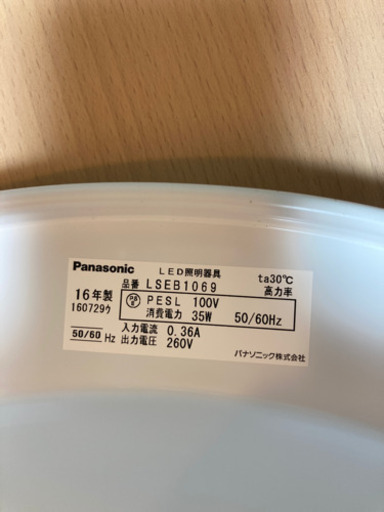 Panasonic LED照明器具 ta30℃
品番 LSEB1069 高力率
16年製 PESL 100V
160729ｳ 消費電力 35W 50/60Hz
50/60 Hz 入力電流 0.36A
出力電圧 260V
パナソニック株式会社